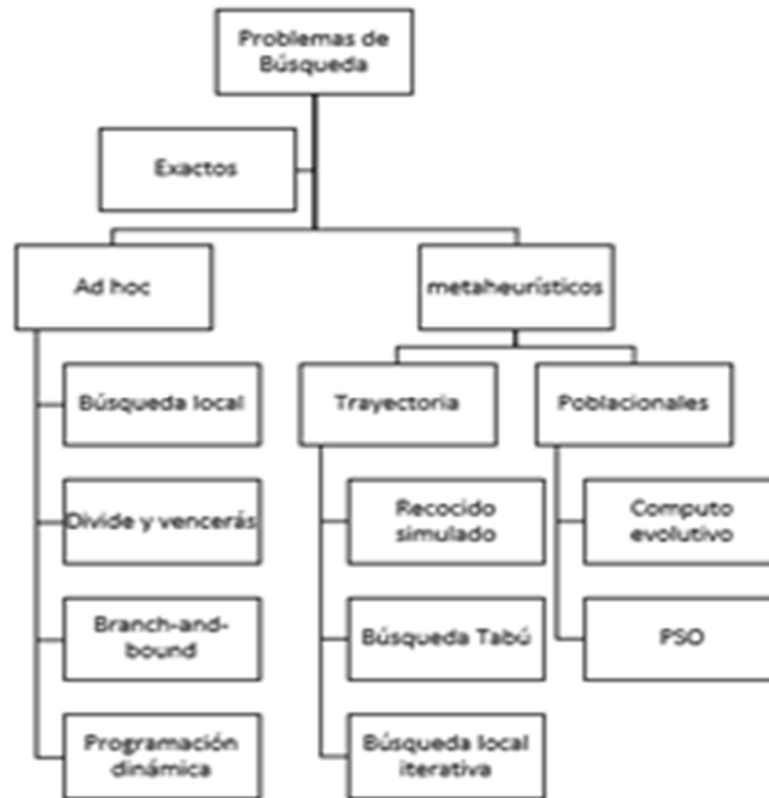 Problemas de
Búsqueda
Exactos
Ad hoc
metaheurísticos
Búsqueda local
Trayectoria
Poblacionales
Divide y vencerás
Recocido
simulado
Computo
evolutivo
Branch-and-
bound
Búsqueda Tabú
PSO
Programación
dinámica
Búsqueda local
iterativa